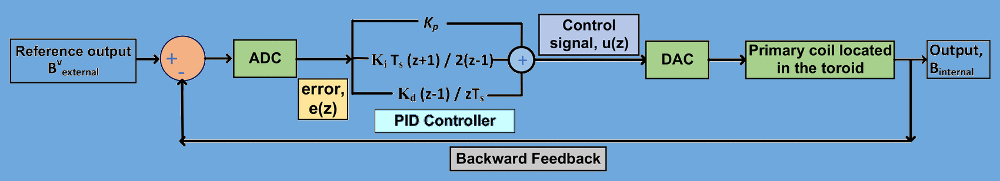 Reference output
B^v_external
+
-
ADC
error,
e(z)
K_p
K_i T_s (z+1) / 2(z-1)
K_d (z-1) / zT_s
PID Controller
+
Control
signal, u(z)
DAC
Primary coil located
in the toroid
Output,
B_internal
Backward Feedback